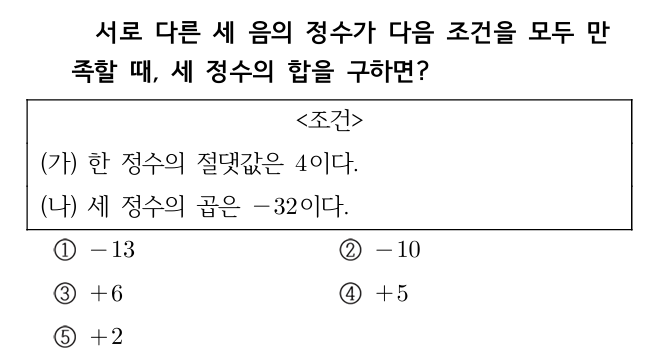 서로 다른 세 음의 정수가 다음 조건을 모두 만
족할 때, 세 정수의 합을 구하면?
<조건>
(가) 한 정수의 절댓값은 4이다.
(나) 세 정수의 곱은 −32이다.
① −13 ② −10
③ +6 ④ +5
⑤ +2